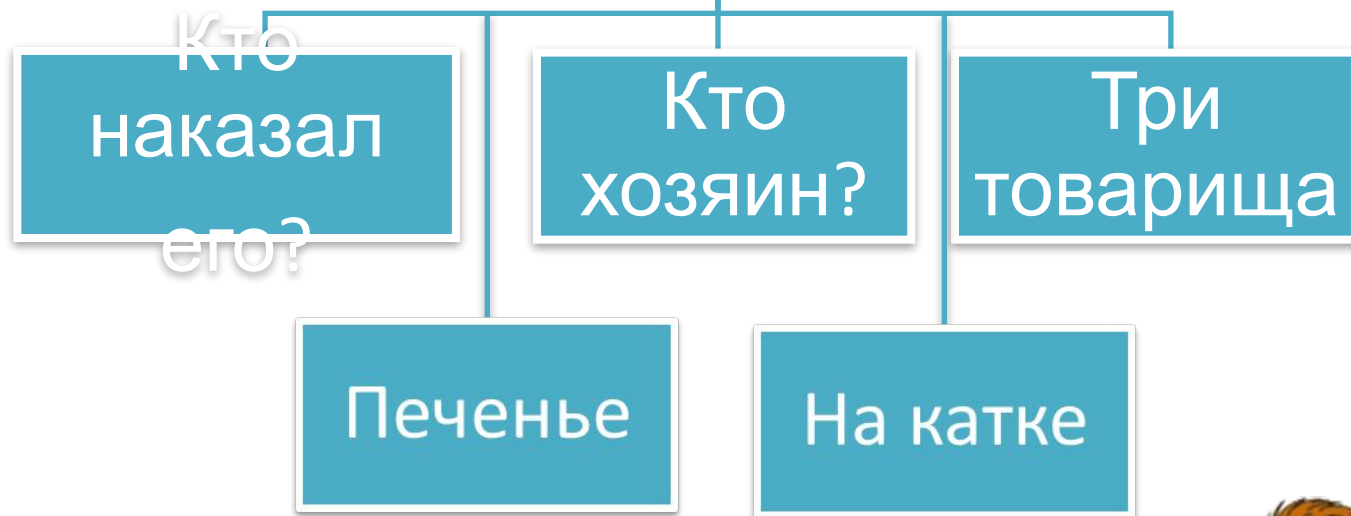 Кто
наказал
его?
Кто
хозяин?
Три
товарища
Печенье
На катке